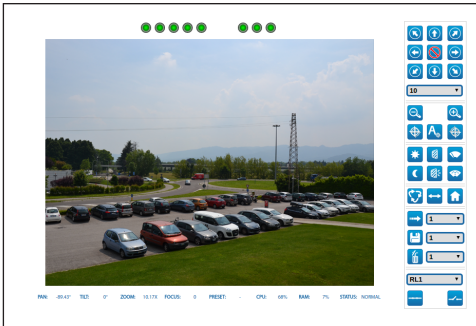 10
1
1
1
PAN: -89.43° TILT: 0° ZOOM: 10.17X FOCUS: 0 PRESET: - CPU: 68% RAM: 7% STATUS: NORMAL
RL1